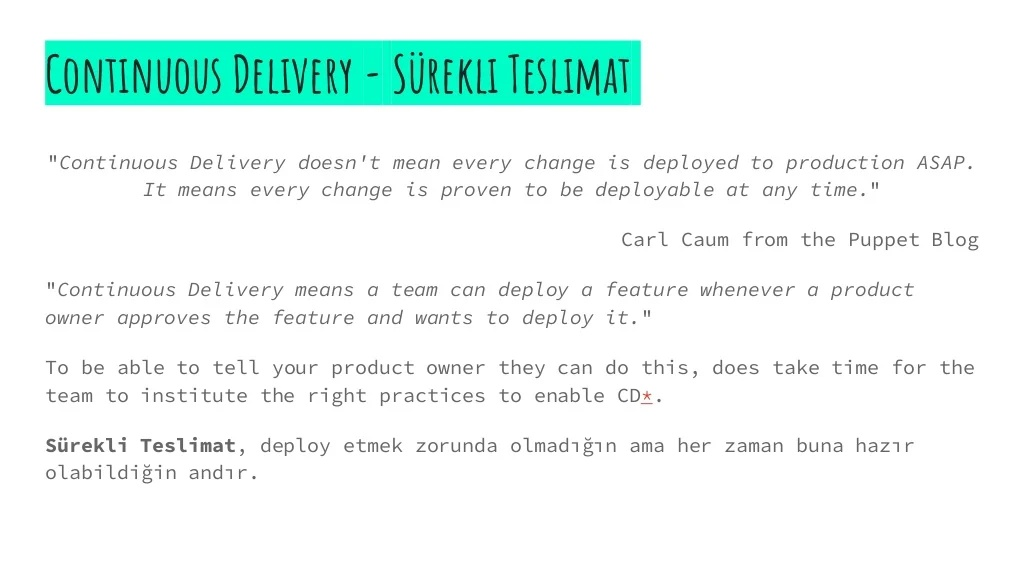 Continuous Delivery - Sürekli Teslimat
"Continuous Delivery doesn't mean every change is deployed to production ASAP.
It means every change is proven to be deployable at any time."
Carl Caum from the Puppet Blog
"Continuous Delivery means a team can deploy a feature whenever a product
owner approves the feature and wants to deploy it."
To be able to tell your product owner they can do this, does take time for the
team to institute the right practices to enable CD*.
Sürekli Teslimat, deploy etmek zorunda olmadığın ama her zaman buna hazır
olabildiğin andır.